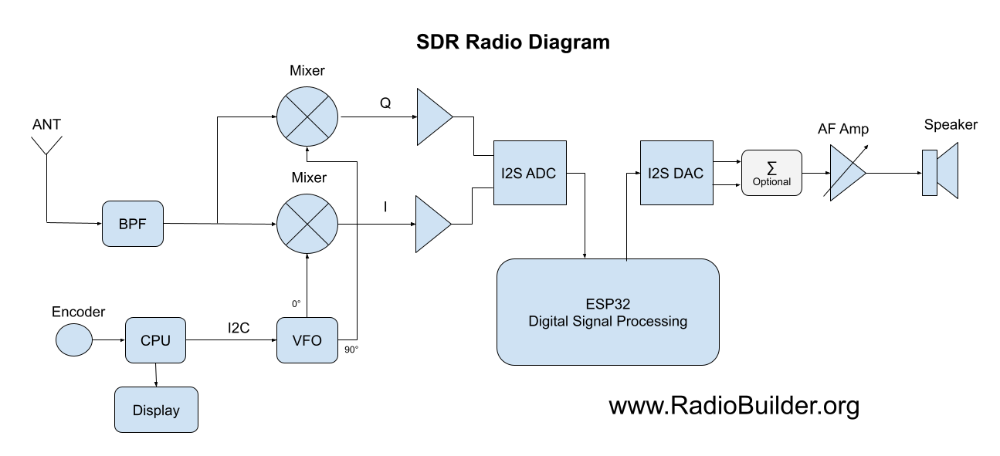 SDR Radio Diagram
Mixer
Q
ANT
AF Amp
Speaker
I2S ADC
I2S DAC
Σ
Optional
Mixer
I
BPF
0°
ESP32
Digital Signal Processing
Encoder
CPU
I2C
VFO
90°
Display
www.RadioBuilder.org